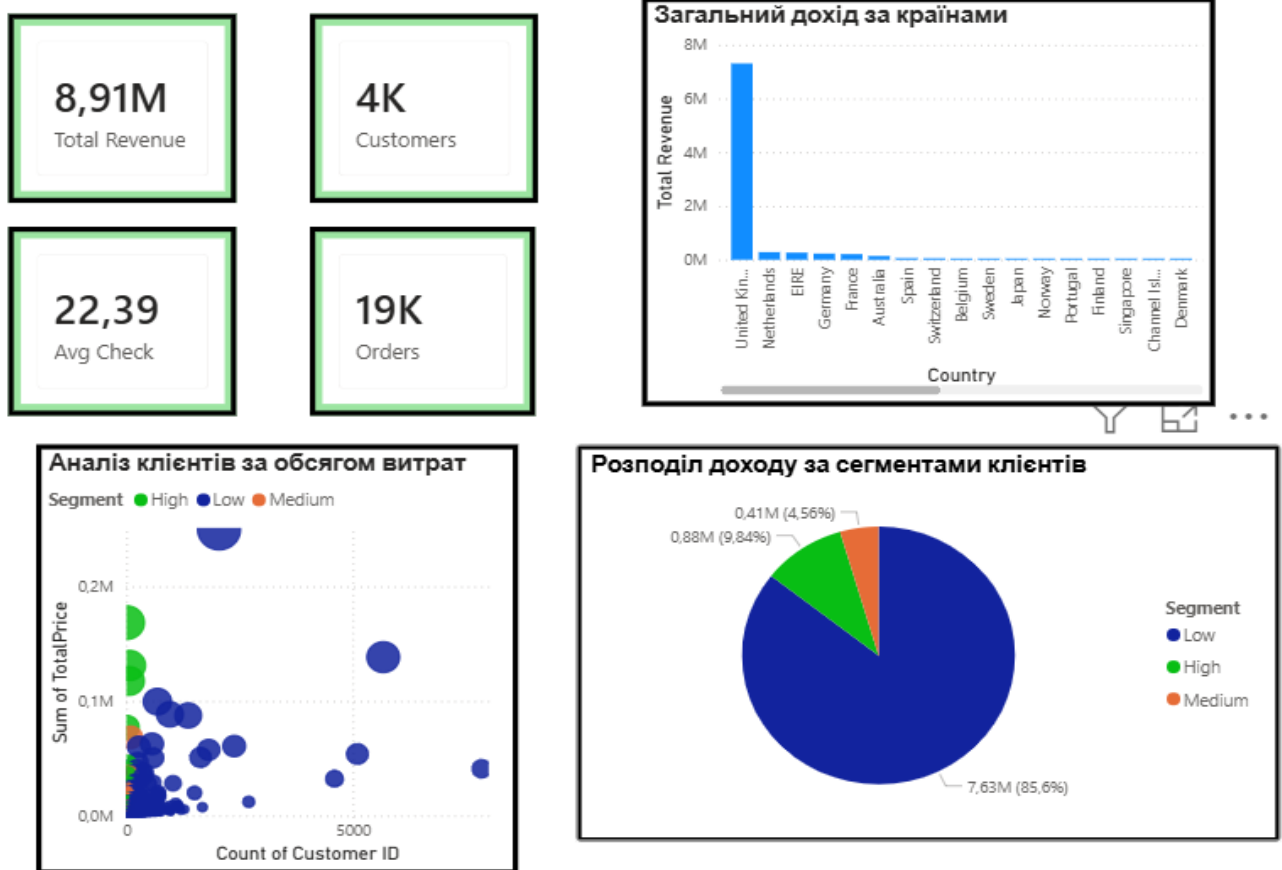 8,91M
Total Revenue
4K
Customers
22,39
Avg Check
19K
Orders
Загальний дохід за країнами
8M
6M
4M
2M
0M
Total Revenue
United Kin...
Netherlands
EIRE
Germany
France
Australia
Spain
Switzerland
Belgium
Sweden
Japan
Norway
Portugal
Finland
Singapore
Channel Isl...
Denmark
Country
Аналіз клієнтів за обсягом витрат
Segment High Low Medium
0,2M
0,1M
0,0M
Sum of TotalPrice
0
5000
Count of Customer ID
Розподіл доходу за сегментами клієнтів
0,41M (4,56%)
0,88M (9,84%)
7,63M (85,6%)
Segment
Low
High
Medium